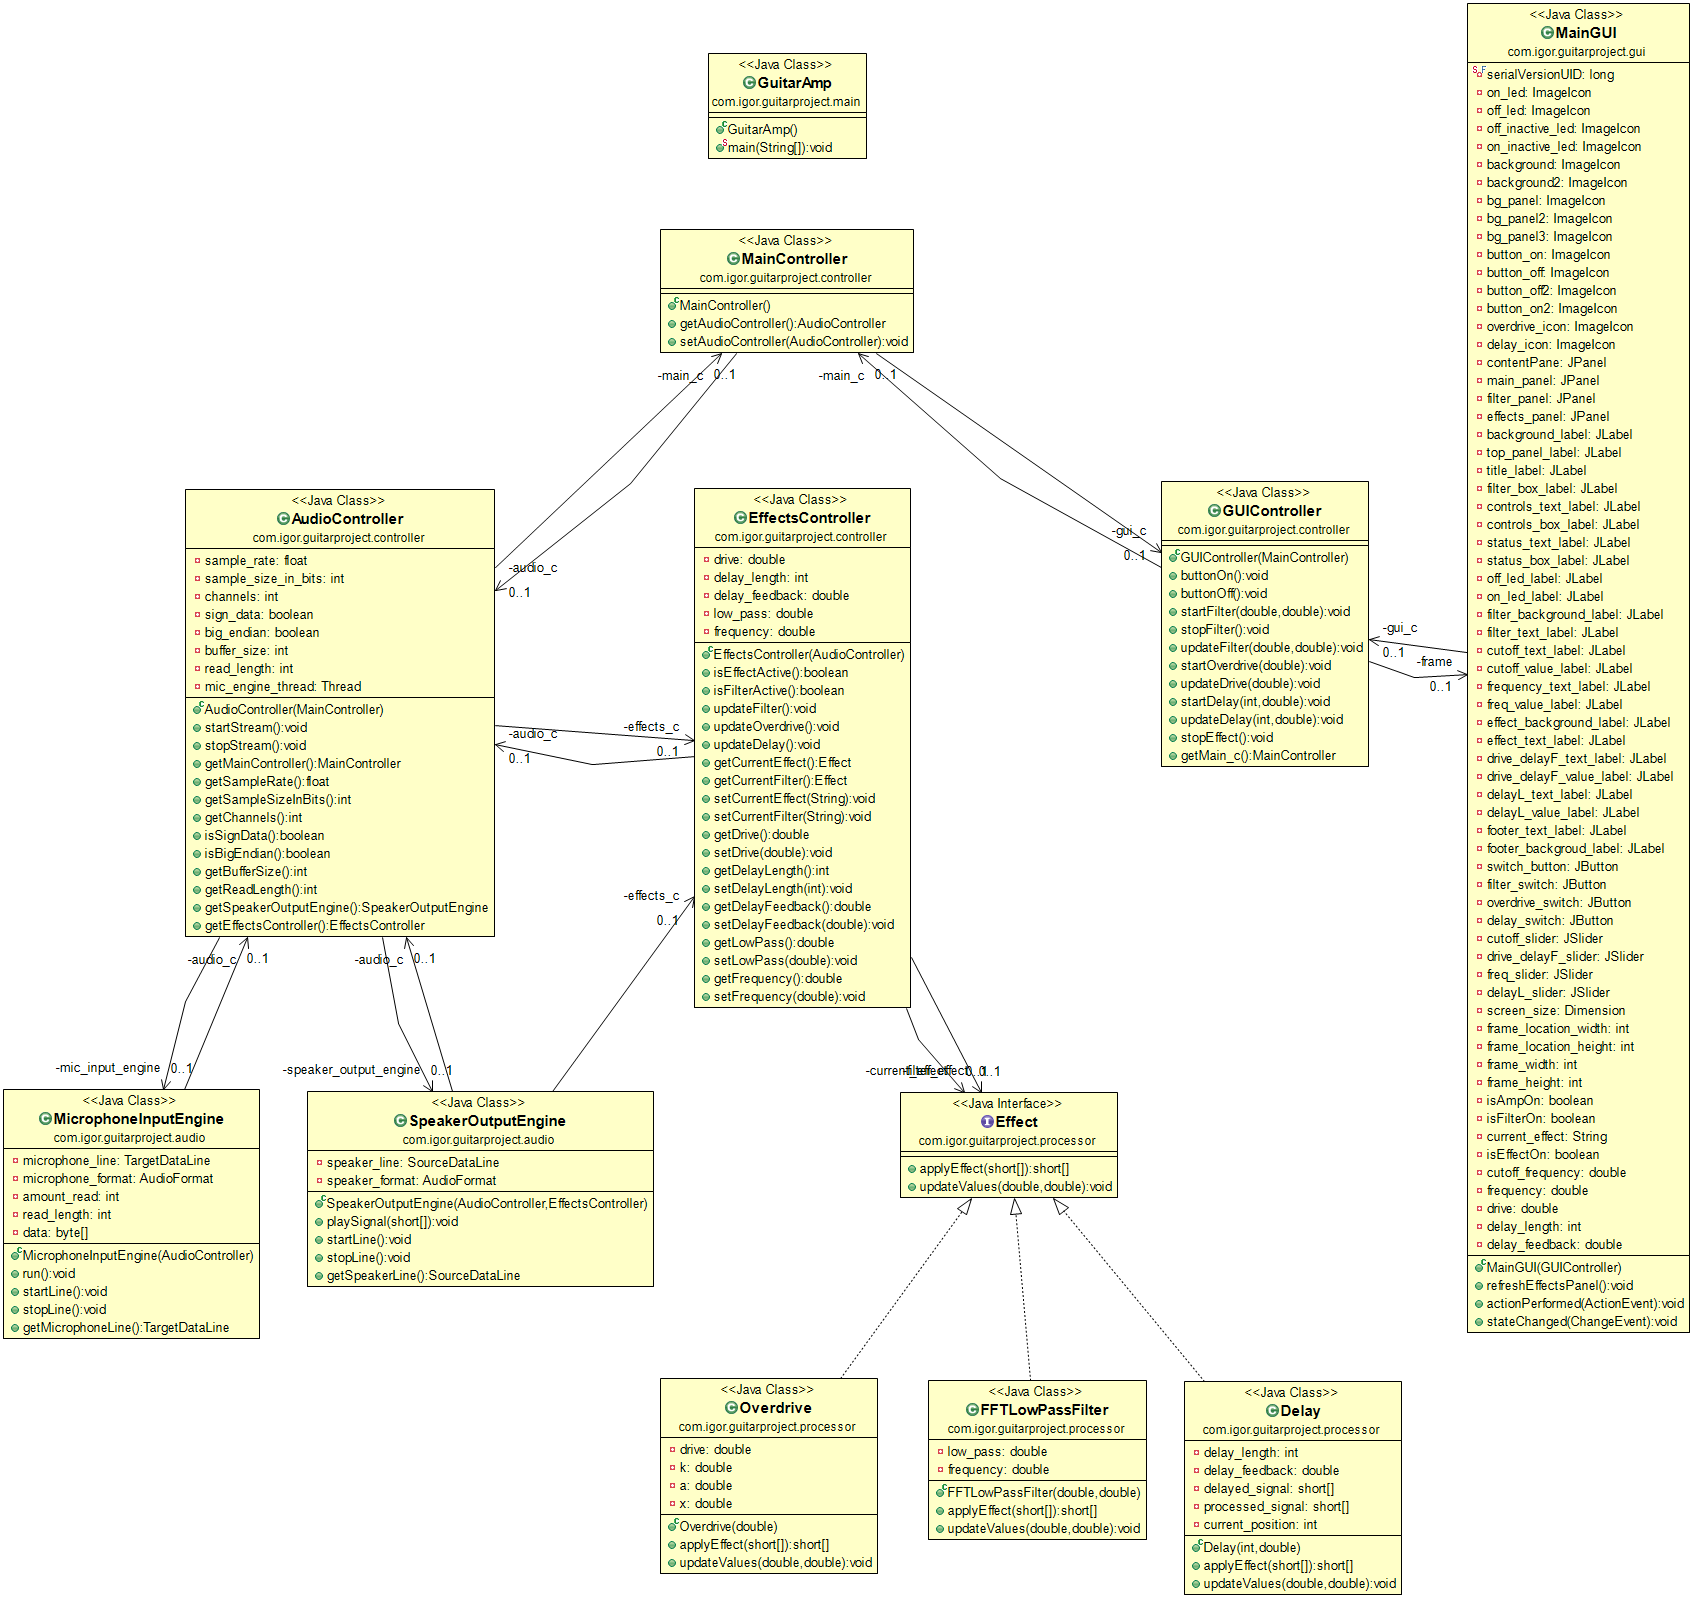 <<Java Class>>
GuitarAmp
com.igor.guitarproject.main
GuitarAmp()
main(String[]):void
<<Java Class>>
MainController
com.igor.guitarproject.controller
MainController()
getAudioController():AudioController
setAudioController(AudioController):void
-main_c
0..1
-main_c
0..1
<<Java Class>>
AudioController
com.igor.guitarproject.controller
sample_rate: float
sample_size_in_bits: int
channels: int
sign_data: boolean
big_endian: boolean
buffer_size: int
read_length: int
mic_engine_thread: Thread
AudioController(MainController)
startStream():void
stopStream():void
getMainController():MainController
getSampleRate():float
getSampleSizeInBits():int
getChannels():int
isSignData():boolean
isBigEndian():boolean
getBufferSize():int
getReadLength():int
getSpeakerOutputEngine():SpeakerOutputEngine
getEffectsController():EffectsController
-audio_c
0..1
-audio_c
0..1
-effects_c
0..1
-effects_c
0..1
<<Java Class>>
EffectsController
com.igor.guitarproject.controller
drive: double
delay_length: int
delay_feedback: double
low_pass: double
frequency: double
EffectsController(AudioController)
isEffectActive():boolean
isFilterActive():boolean
updateFilter():void
updateOverdrive():void
updateDelay():void
getCurrentEffect():Effect
getCurrentFilter():Effect
setCurrentEffect(String):void
setCurrentFilter(String):void
getDrive():double
setDrive(double):void
getDelayLength():int
setDelayLength(int):void
getDelayFeedback():double
setDelayFeedback(double):void
getLowPass():double
setLowPass(double):void
getFrequency():double
setFrequency(double):void
-gui_c
0..1
<<Java Class>>
GUIController
com.igor.guitarproject.controller
GUIController(MainController)
buttonOn():void
buttonOff():void
startFilter(double,double):void
stopFilter():void
updateFilter(double,double):void
startOverdrive(double):void
updateDrive(double):void
startDelay(int,double):void
updateDelay(int,double):void
stopEffect():void
getMain_c():MainController
-gui_c
0..1
-frame
0..1
<<Java Class>>
MainGUI
com.igor.guitarproject.gui
serialVersionUID: long
on_led: ImageIcon
off_led: ImageIcon
off_inactive_led: ImageIcon
on_inactive_led: ImageIcon
background: ImageIcon
background2: ImageIcon
bg_panel: ImageIcon
bg_panel2: ImageIcon
bg_panel3: ImageIcon
button_on: ImageIcon
button_off: ImageIcon
button_off2: ImageIcon
button_on2: ImageIcon
overdrive_icon: ImageIcon
delay_icon: ImageIcon
contentPane: JPanel
main_panel: JPanel
filter_panel: JPanel
effects_panel: JPanel
background_label: JLabel
top_panel_label: JLabel
title_label: JLabel
filter_box_label: JLabel
controls_text_label: JLabel
controls_box_label: JLabel
status_text_label: JLabel
status_box_label: JLabel
off_led_label: JLabel
on_led_label: JLabel
filter_background_label: JLabel
filter_text_label: JLabel
cutoff_text_label: JLabel
cutoff_value_label: JLabel
frequency_text_label: JLabel
freq_value_label: JLabel
effect_background_label: JLabel
effect_text_label: JLabel
drive_delayF_text_label: JLabel
drive_delayF_value_label: JLabel
delayL_text_label: JLabel
delayL_value_label: JLabel
footer_text_label: JLabel
footer_backgroud_label: JLabel
switch_button: JButton
filter_switch: JButton
overdrive_switch: JButton
delay_switch: JButton
cutoff_slider: JSlider
drive_delayF_slider: JSlider
freq_slider: JSlider
delayL_slider: JSlider
screen_size: Dimension
frame_location_width: int
frame_location_height: int
frame_width: int
frame_height: int
isAmpOn: boolean
isFilterOn: boolean
current_effect: String
isEffectOn: boolean
cutoff_frequency: double
frequency: double
drive: double
delay_length: int
delay_feedback: double
MainGUI(GUIController)
refreshEffectsPanel():void
actionPerformed(ActionEvent):void
stateChanged(ChangeEvent):void
-audio_c
0..1
-audio_c
0..1
-mic_input_engine
0..1
-speaker_output_engine
0..1
<<Java Class>>
MicrophoneInputEngine
com.igor.guitarproject.audio
microphone_line: TargetDataLine
microphone_format: AudioFormat
amount_read: int
read_length: int
data: byte[]
MicrophoneInputEngine(AudioController)
run():void
startLine():void
stopLine():void
getMicrophoneLine():TargetDataLine
<<Java Class>>
SpeakerOutputEngine
com.igor.guitarproject.audio
speaker_line: SourceDataLine
speaker_format: AudioFormat
SpeakerOutputEngine(AudioController,EffectsController)
playSignal(short[]):void
startLine():void
stopLine():void
getSpeakerLine():SourceDataLine
0..1
<<Java Interface>>
Effect
com.igor.guitarproject.processor
applyEffect(short[]):short[]
updateValues(double,double):void
<<Java Class>>
Overdrive
com.igor.guitarproject.processor
drive: double
k: double
a: double
x: double
Overdrive(double)
applyEffect(short[]):short[]
updateValues(double,double):void
<<Java Class>>
FFTLowPassFilter
com.igor.guitarproject.processor
low_pass: double
frequency: double
FFTLowPassFilter(double,double)
applyEffect(short[]):short[]
updateValues(double,double):void
<<Java Class>>
Delay
com.igor.guitarproject.processor
delay_length: int
delay_feedback: double
delayed_signal: short[]
processed_signal: short[]
current_position: int
Delay(int,double)
applyEffect(short[]):short[]
updateValues(double,double):void